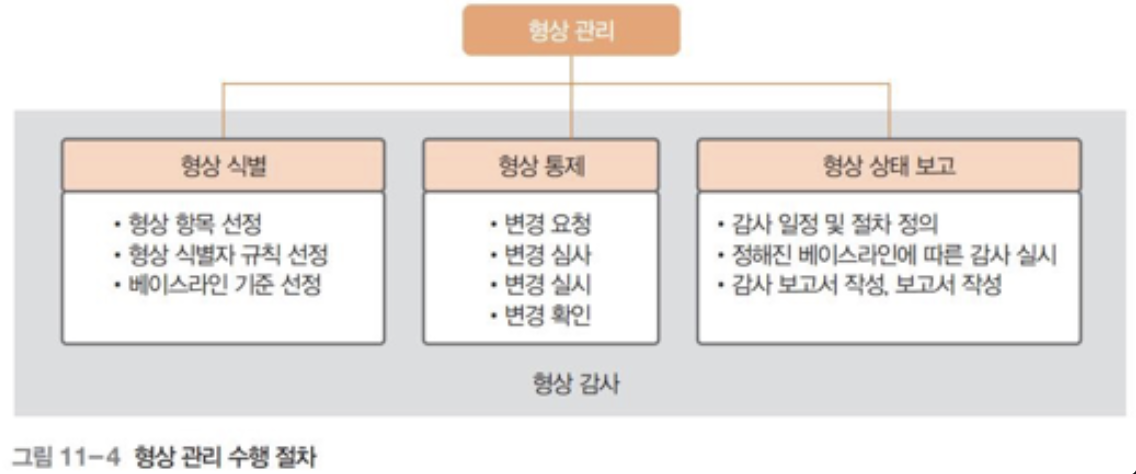 형상 관리
형상 식별
• 형상 항목 선정
• 형상 식별자 규칙 선정
• 베이스라인 기준 선정
형상 통제
• 변경 요청
• 변경 심사
• 변경 실시
• 변경 확인
형상 상태 보고
• 감사 일정 및 절차 정의
• 정해진 베이스라인에 따른 감사 실시
• 감사 보고서 작성, 보고서 작성
형상 감사
그림 11-4 형상 관리 수행 절차